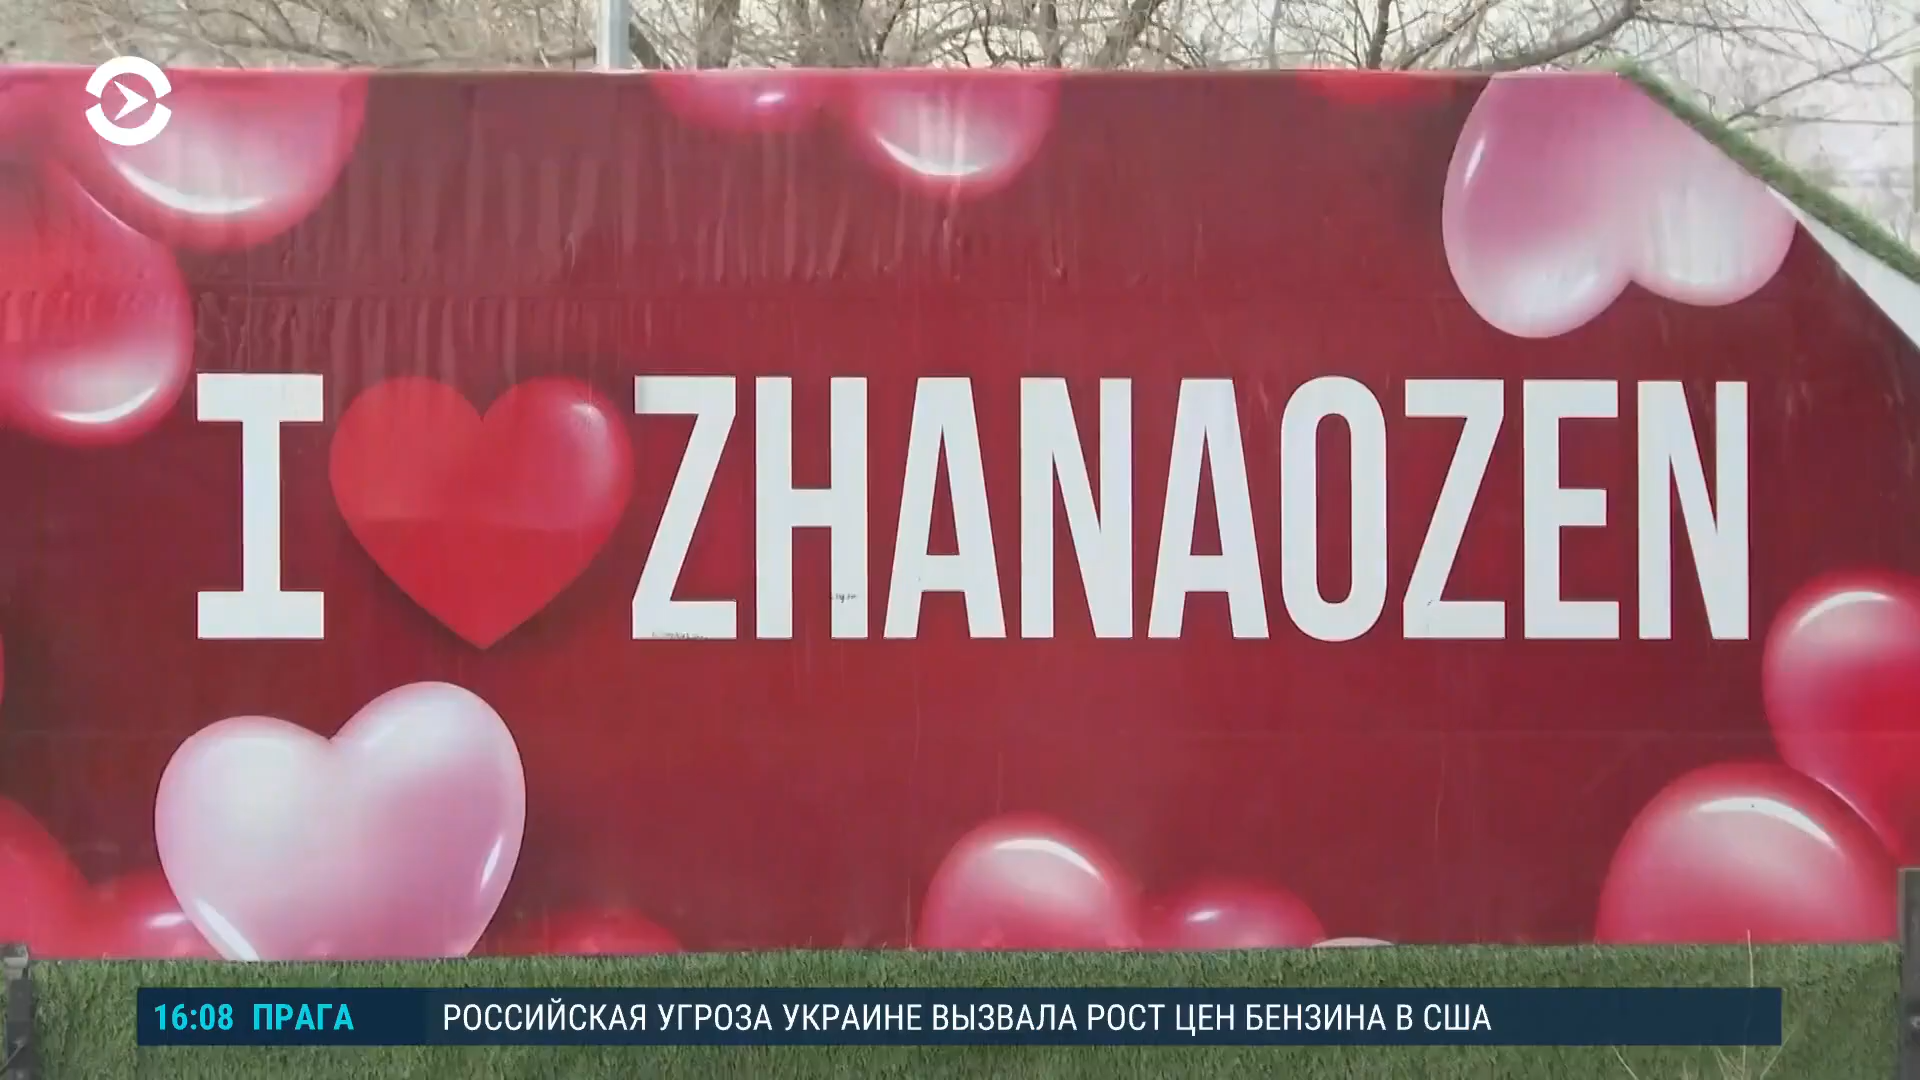 I ZHANAOZEN
16:08 ПРАГА РОССИЙСКАЯ УГРОЗА УКРАИНЕ ВЫЗВАЛА РОСТ ЦЕН БЕНЗИНА В США